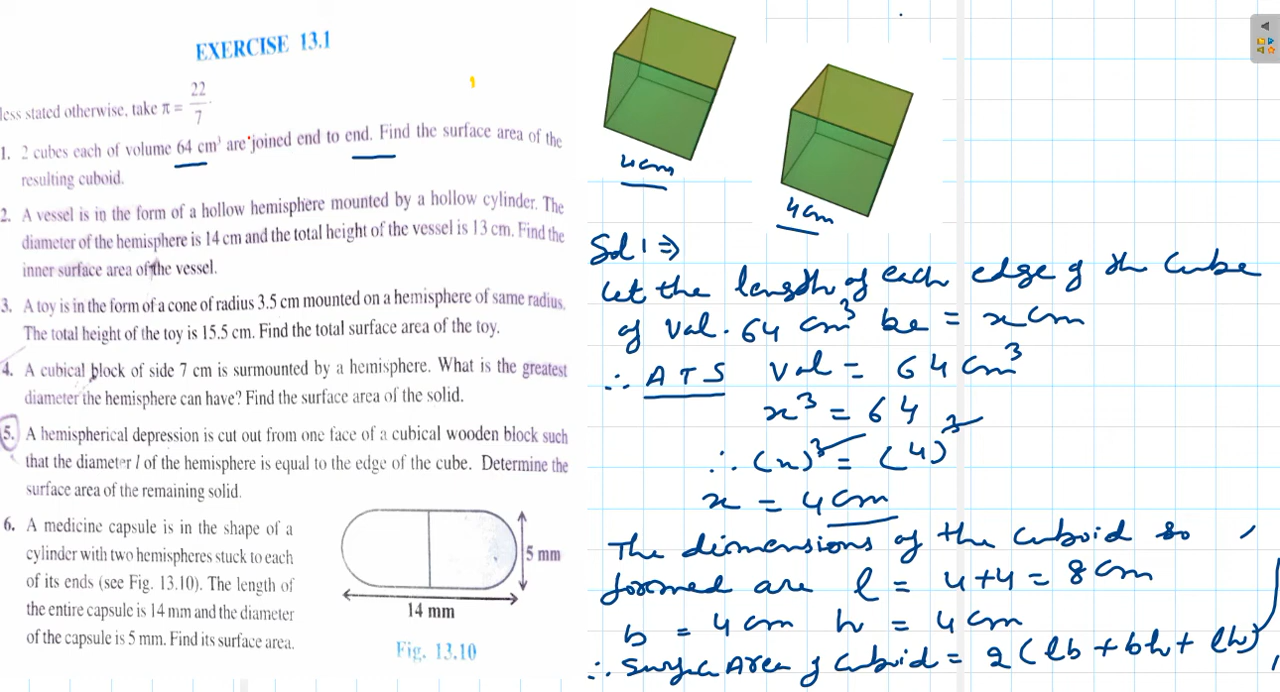 EXERCISE 13.1
less stated otherwise, take π = 22/7.
1. 2 cubes each of volume 64 cm³ are joined end to end. Find the surface area of the
resulting cuboid.
2. A vessel is in the form of a hollow hemisphere mounted by a hollow cylinder. The
diameter of the hemisphere is 14 cm and the total height of the vessel is 13 cm. Find the
inner surface area of the vessel.
3. A toy is in the form of a cone of radius 3.5 cm mounted on a hemisphere of same radius.
The total height of the toy is 15.5 cm. Find the total surface area of the toy.
4. A cubical block of side 7 cm is surmounted by a hemisphere. What is the greatest
diameter the hemisphere can have? Find the surface area of the solid.
5. A hemispherical depression is cut out from one face of a cubical wooden block such
that the diameter l of the hemisphere is equal to the edge of the cube. Determine the
surface area of the remaining solid.
6. A medicine capsule is in the shape of a
cylinder with two hemispheres stuck to each
of its ends (see Fig. 13.10). The length of
the entire capsule is 14 mm and the diameter
of the capsule is 5 mm. Find its surface area.
5 mm
14 mm
Fig. 13.10
4cm
4cm
Sol 1 ⇒
Let the length of each edge of the cube
of Vol. 64 cm³ be = x cm
∴ ATS Vol = 64 cm³
x³ = 64
∴ (x)³ = (4)³
x = 4cm
The dimensions of the cuboid so
formed are l = 4+4 = 8cm
b = 4cm h = 4cm
∴ Surface Area of cuboid = 2(lb + bh + lh)